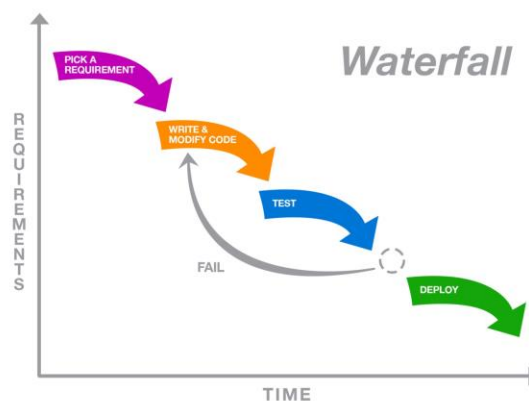 Waterfall
PICK A
REQUIREMENT
WRITE &
MODIFY CODE
TEST
FAIL
DEPLOY
REQUIREMENTS
TIME